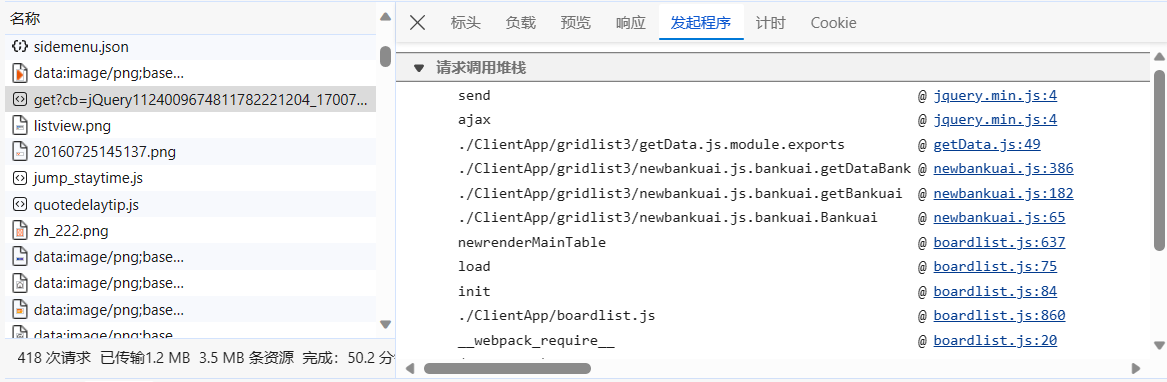 名称
sidemenu.json
data:image/png;base...
get?cb=jQuery1124009674811782221204_17007...
listview.png
20160725145137.png
jump_staytime.js
quotedelaytip.js
zh_222.png
data:image/png;base...
data:image/png;base...
data:image/png;base...
data:image/png;base...
418 次请求 已传输1.2 MB 3.5 MB 条资源 完成: 50.2 分
标头 负载 预览 响应 发起程序 计时 Cookie
请求调用堆栈
send @ jquery.min.js:4
ajax @ jquery.min.js:4
./ClientApp/gridlist3/getData.js.module.exports @ getData.js:49
./ClientApp/gridlist3/newbankuai.js.bankuai.getDataBank @ newbankuai.js:386
./ClientApp/gridlist3/newbankuai.js.bankuai.getBankuai @ newbankuai.js:182
./ClientApp/gridlist3/newbankuai.js.bankuai.Bankuai @ newbankuai.js:65
newrenderMainTable @ boardlist.js:637
load @ boardlist.js:75
init @ boardlist.js:84
./ClientApp/boardlist.js @ boardlist.js:860
__webpack_require__ @ boardlist.js:20